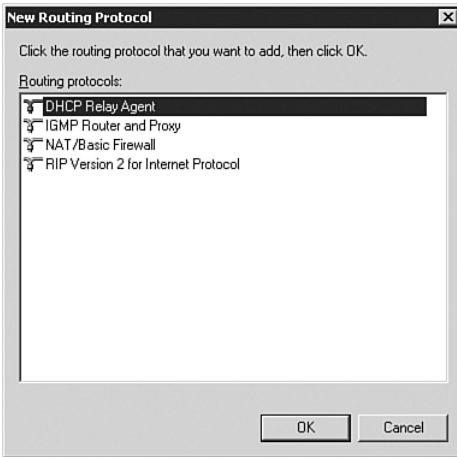 New Routing Protocol
Click the routing protocol that you want to add, then click OK.
Routing protocols:
DHCP Relay Agent
IGMP Router and Proxy
NAT/Basic Firewall
RIP Version 2 for Internet Protocol
OK
Cancel